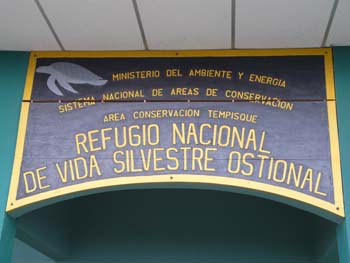 MINISTERIO DEL AMBIENTE Y ENERGIA
SISTEMA NACIONAL DE AREAS DE CONSERVACION
AREA CONSERVACION TEMPISQUE
REFUGIO NACIONAL
DE VIDA SILVESTRE OSTIONAL